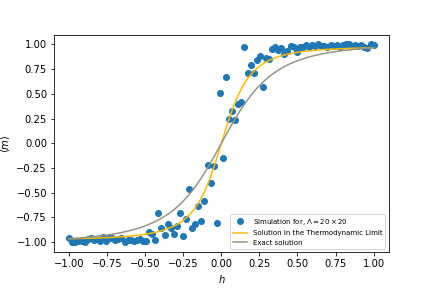 1.00
0.75
0.50
0.25
0.00
−0.25
−0.50
−0.75
−1.00
⟨m⟩
Simulation for, Λ = 20 × 20
Solution in the Thermodynamic Limit
Exact solution
−1.00 −0.75 −0.50 −0.25 0.00 0.25 0.50 0.75 1.00
h